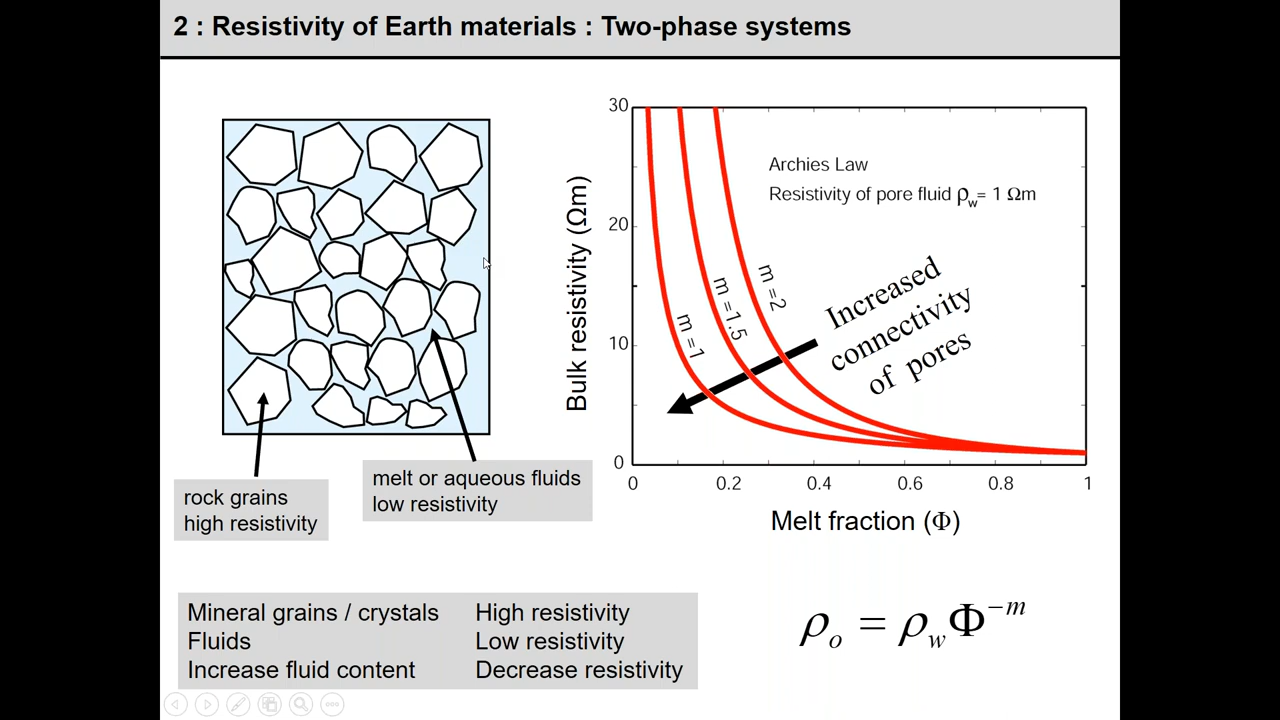 2 : Resistivity of Earth materials : Two-phase systems
rock grains
high resistivity
melt or aqueous fluids
low resistivity
Bulk resistivity (Ωm)
30
20
10
0
Archies Law
Resistivity of pore fluid ρw= 1 Ωm
m =1
m =1.5
m =2
Increased
connectivity
of pores
0 0.2 0.4 0.6 0.8 1
Melt fraction (Φ)
Mineral grains / crystals High resistivity
Fluids Low resistivity
Increase fluid content Decrease resistivity
ρo = ρwΦ−m